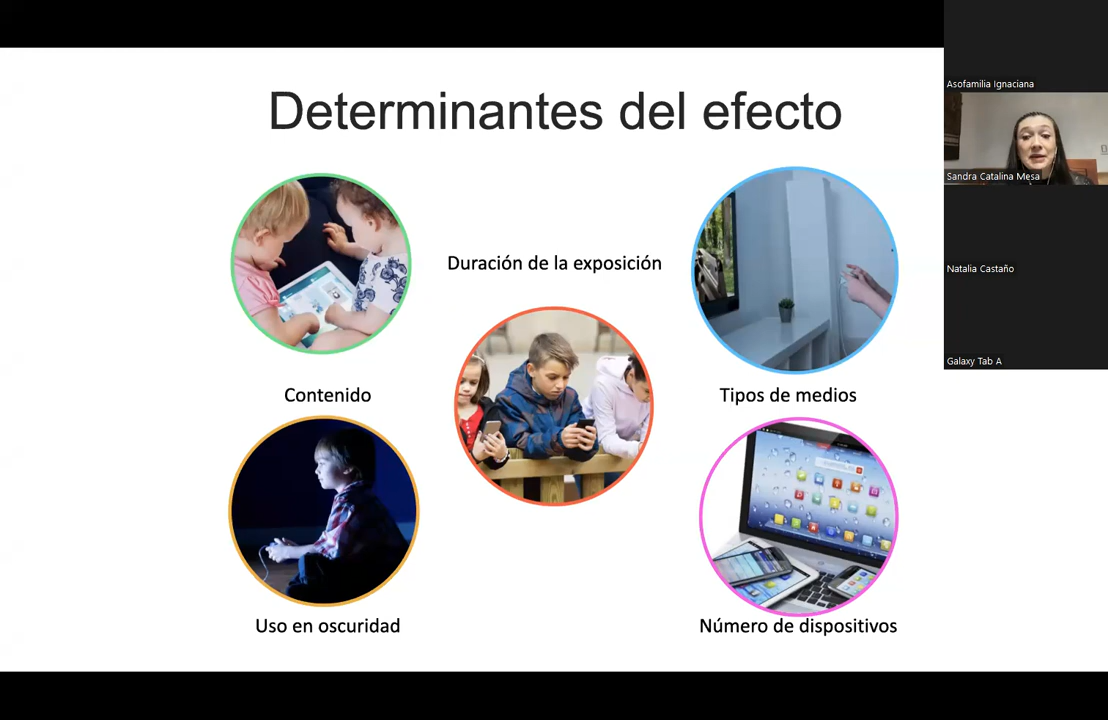 Determinantes del efecto
Duración de la exposición
Contenido
Tipos de medios
Uso en oscuridad
Número de dispositivos
Asofamilia Ignaciana
Sandra Catalina Mesa
Natalia Castaño
Galaxy Tab A